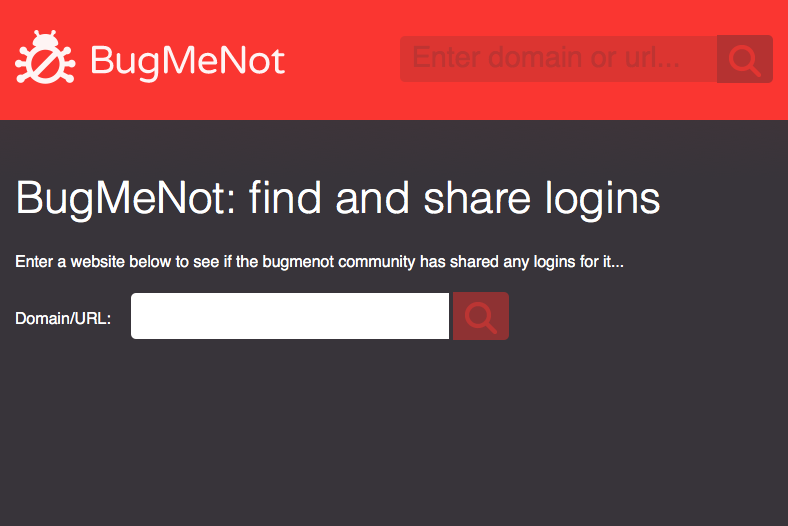 BugMeNot
Enter domain or url...
BugMeNot: find and share logins
Enter a website below to see if the bugmenot community has shared any logins for it...
Domain/URL: